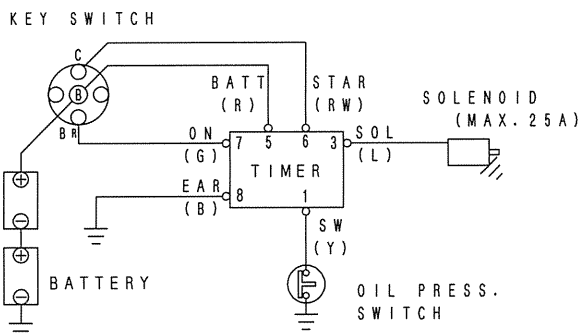 KEY SWITCH
C
B
BR
BATT
(R)
STAR
(RW)
SOLENOID
(MAX.25A)
ON
(G)
7
5
6
3
SOL
(L)
TIMER
EAR
(B)
8
1
SW
(Y)
+
-
+
-
BATTERY
OIL PRESS.
SWITCH